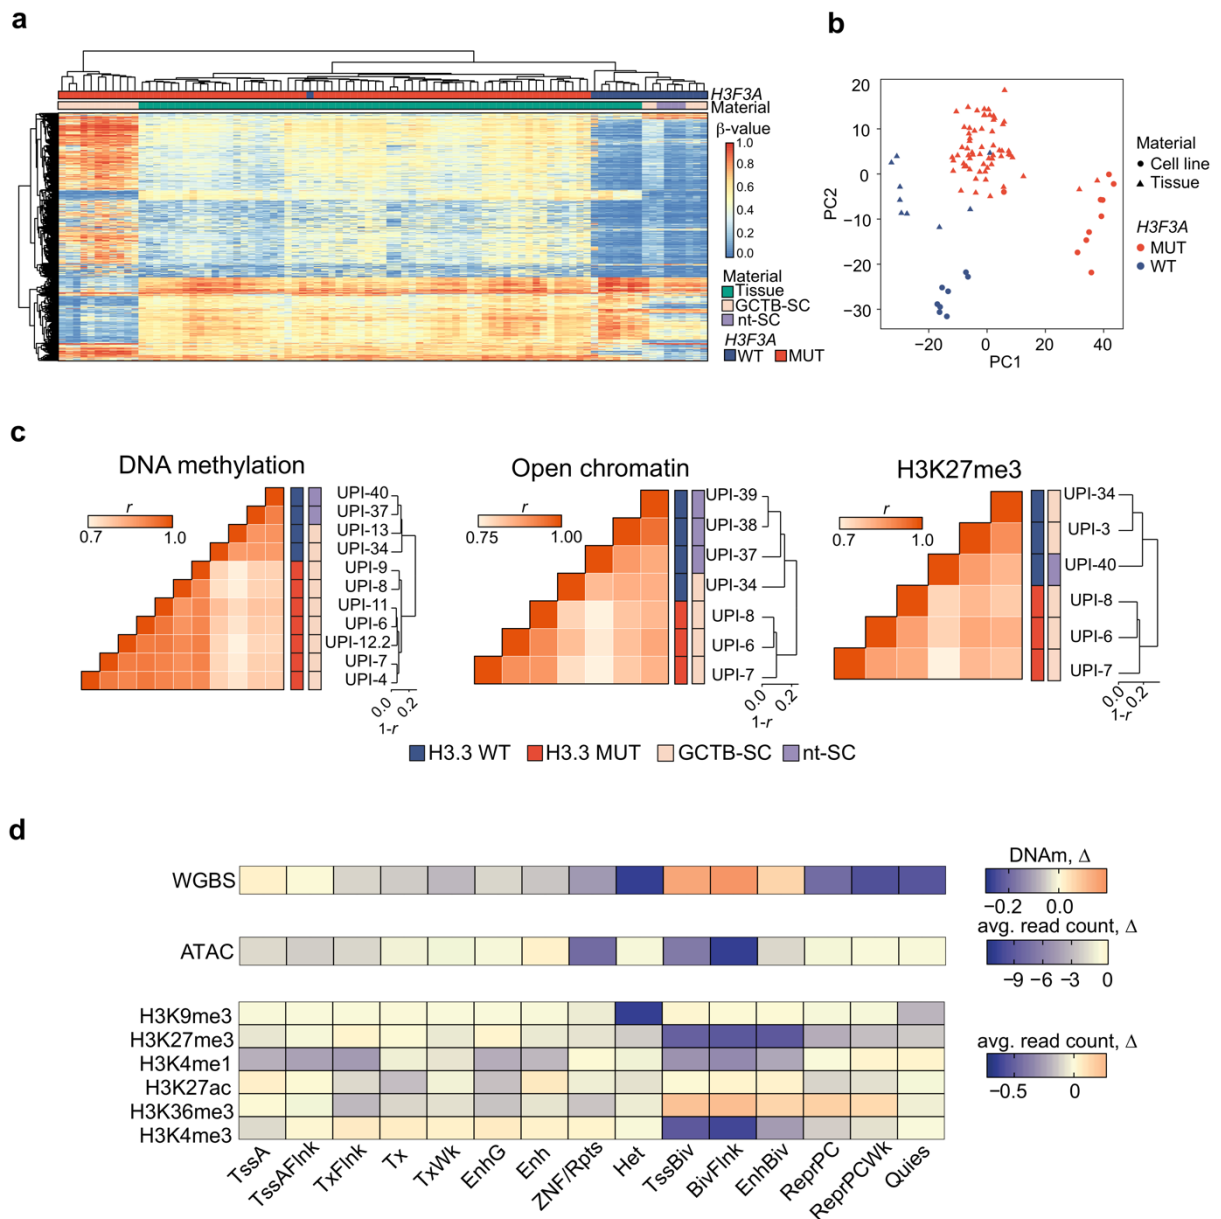 a
H3F3A
Material
β-value
1.0
0.8
0.6
0.4
0.2
0.0
Material
Tissue
GCTB-SC
nt-SC
H3F3A
WT MUT
b
20
10
0
−10
−20
−30
PC2
−20 0 20 40
PC1
Material
Cell line
Tissue
H3F3A
MUT
WT
c
DNA methylation
r
0.7 1.0
UPI-40
UPI-37
UPI-13
UPI-34
UPI-9
UPI-8
UPI-11
UPI-6
UPI-12.2
UPI-7
UPI-4
0.0 0.2
1-r
Open chromatin
r
0.75 1.00
UPI-39
UPI-38
UPI-37
UPI-34
UPI-8
UPI-6
UPI-7
0.0 0.2
1-r
H3K27me3
r
0.7 1.0
UPI-34
UPI-3
UPI-40
UPI-8
UPI-6
UPI-7
0.0 0.2
1-r
H3.3 WT H3.3 MUT GCTB-SC nt-SC
d
WGBS
ATAC
H3K9me3
H3K27me3
H3K4me1
H3K27ac
H3K36me3
H3K4me3
TssA TssAFlnk TxFlnk Tx TxWk EnhG Enh ZNF/Rpts Het TssBiv BivFlnk EnhBiv ReprPC ReprPCWk Quies
DNAm, Δ
−0.2 0.0
avg. read count, Δ
−9 −6 −3 0
avg. read count, Δ
−0.5 0